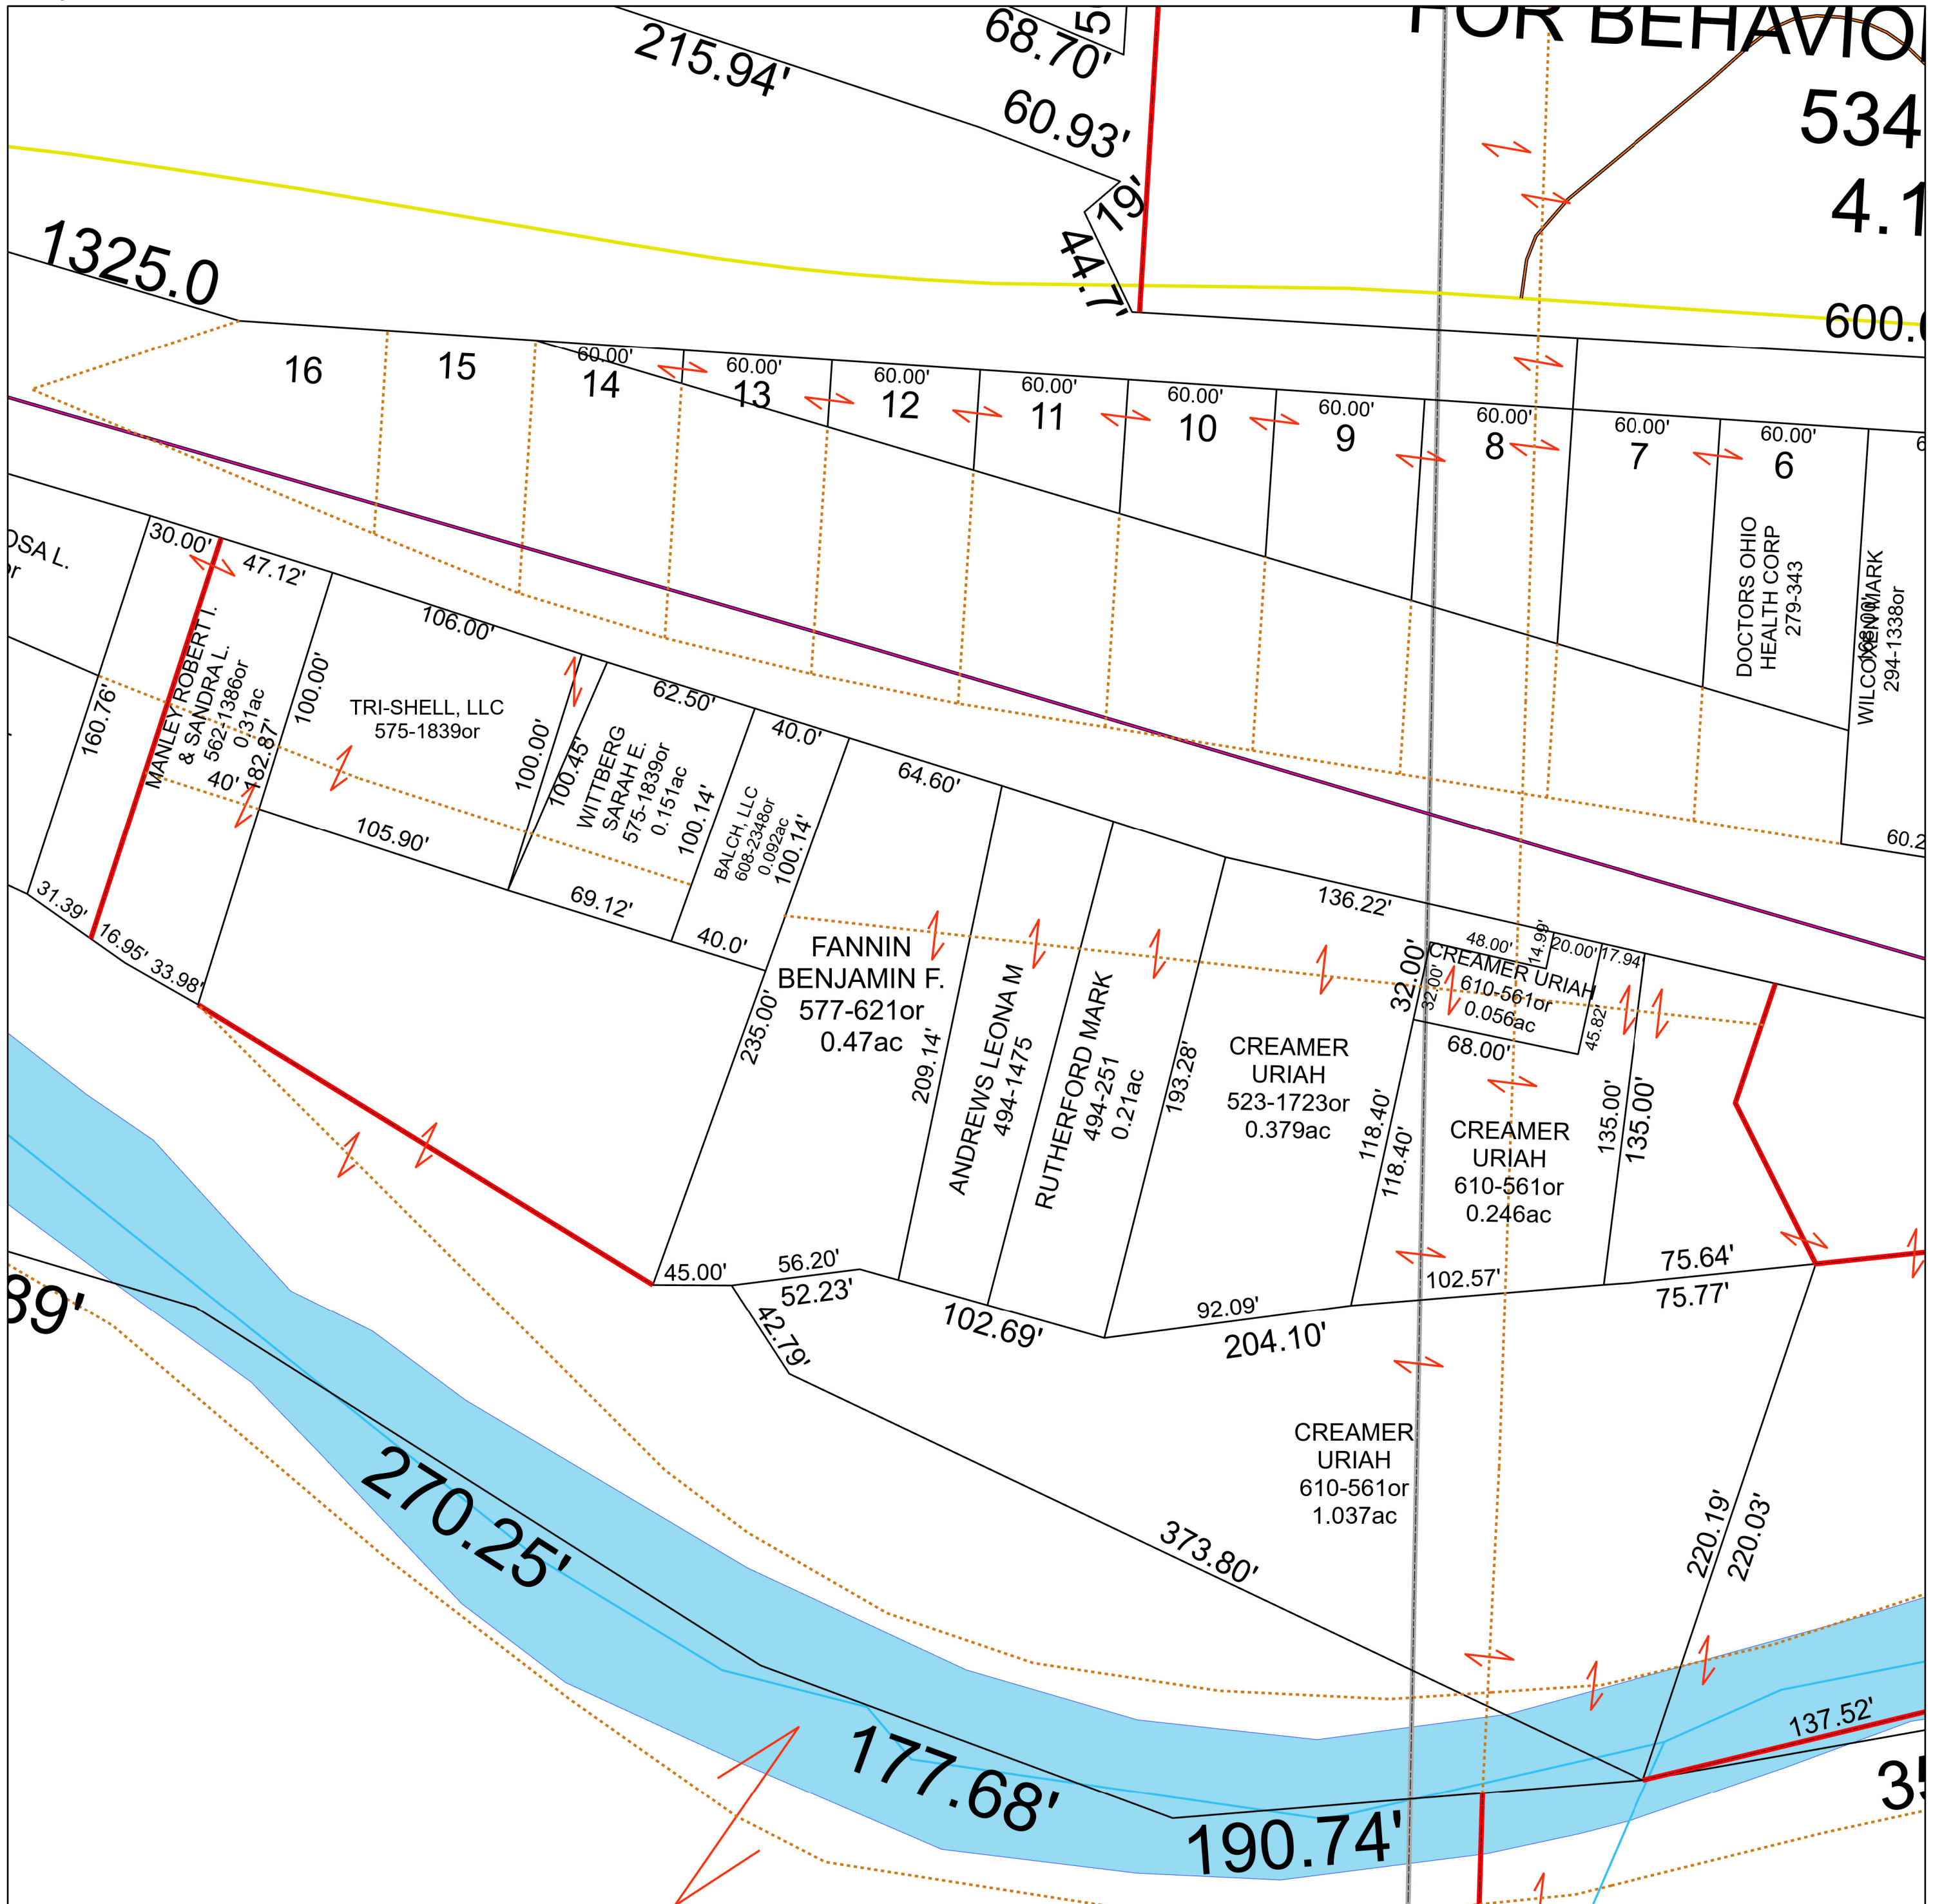 215.94'
68.70'
5
60.93'
19'
44.7'
FOR BEHAVIO
534
4.1
600.
1325.0
16
15
14
60.00'
13
60.00'
12
60.00'
11
60.00'
10
60.00'
9
60.00'
8
60.00'
7
60.00'
6
60.00'
6
DOCTORS OHIO
HEALTH CORP
279-343
168.00'
WILCOXEN MARK
294-1338or
60.2
OSA L.
or
30.00'
47.12'
160.76'
MANLEY ROBERT I.
& SANDRA L.
562-1386or
0.31ac
182.87'
40'
100.00'
106.00'
TRI-SHELL, LLC
575-1839or
100.00'
100.45'
105.90'
62.50'
WITTBERG
SARAH E.
575-1839or
0.151ac
100.14'
69.12'
40.0'
BALCH, LLC
608-2348or
0.092ac
100.14'
40.0'
64.60'
31.39'
16.95'
33.98'
FANNIN
BENJAMIN F.
577-621or
0.47ac
235.00'
209.14'
ANDREWS LEONA M
494-1475
RUTHERFORD MARK
494-251
0.21ac
193.28'
136.22'
CREAMER
URIAH
523-1723or
0.379ac
32.00'
32.00'
48.00'
14.99'
20.00'
17.94'
CREAMER URIAH
610-561or
0.056ac
45.82'
68.00'
118.40'
118.40'
CREAMER
URIAH
610-561or
0.246ac
135.00'
135.00'
45.00'
56.20'
52.23'
42.79'
102.69'
92.09'
204.10'
102.57'
75.64'
75.77'
CREAMER
URIAH
610-561or
1.037ac
373.80'
220.19'
220.03'
39'
270.25'
177.68'
190.74'
137.52'
35